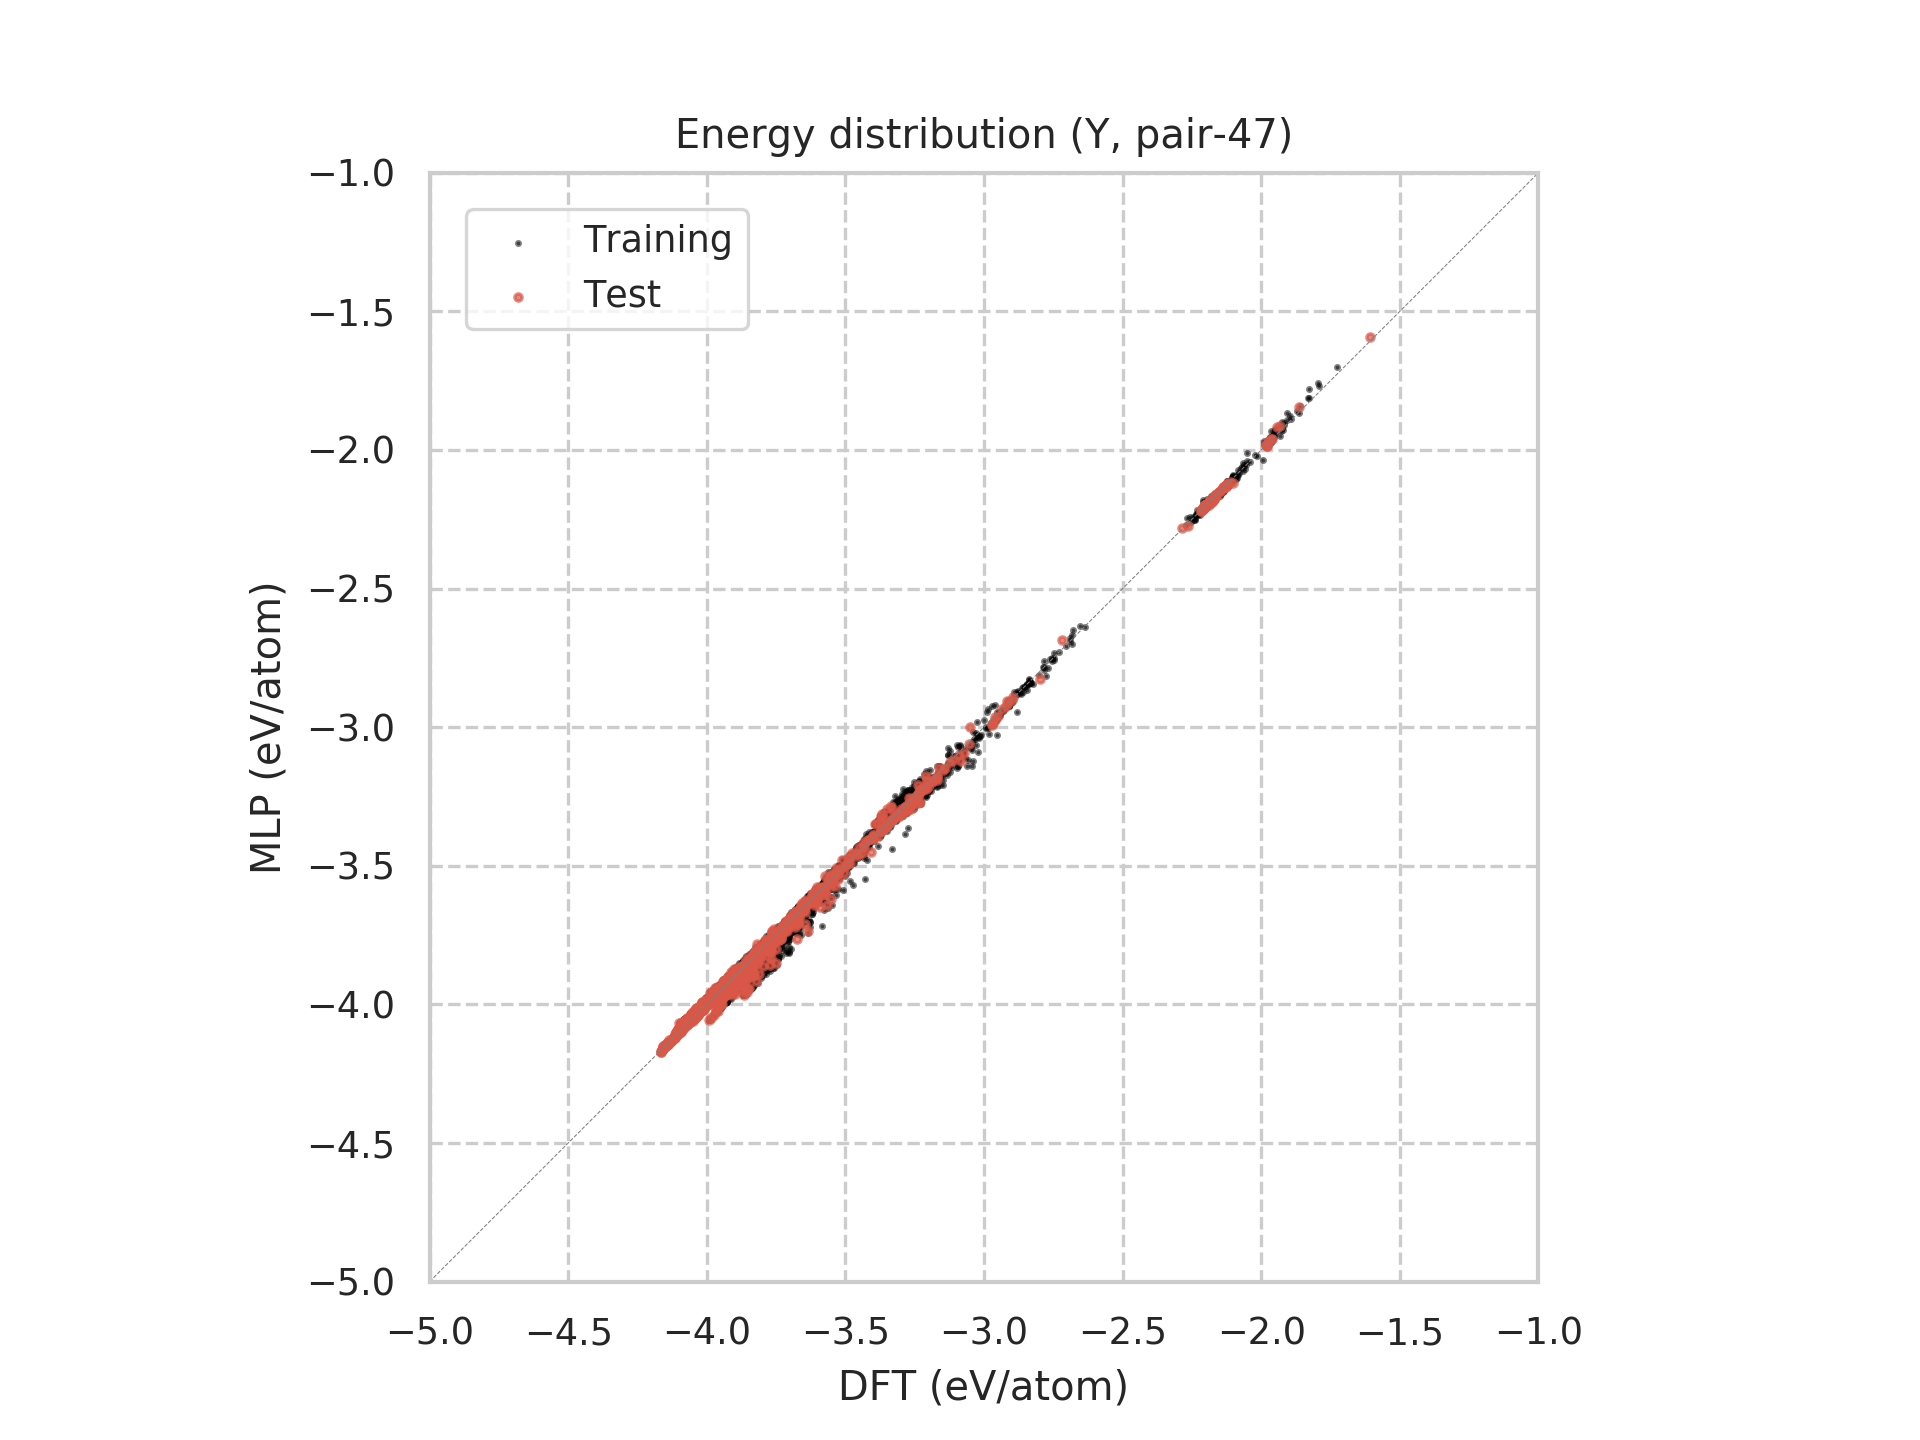 Energy distribution (Y, pair-47)
−1.0
−1.5
−2.0
−2.5
−3.0
−3.5
−4.0
−4.5
−5.0
Training
Test
MLP (eV/atom)
−5.0 −4.5 −4.0 −3.5 −3.0 −2.5 −2.0 −1.5 −1.0
DFT (eV/atom)